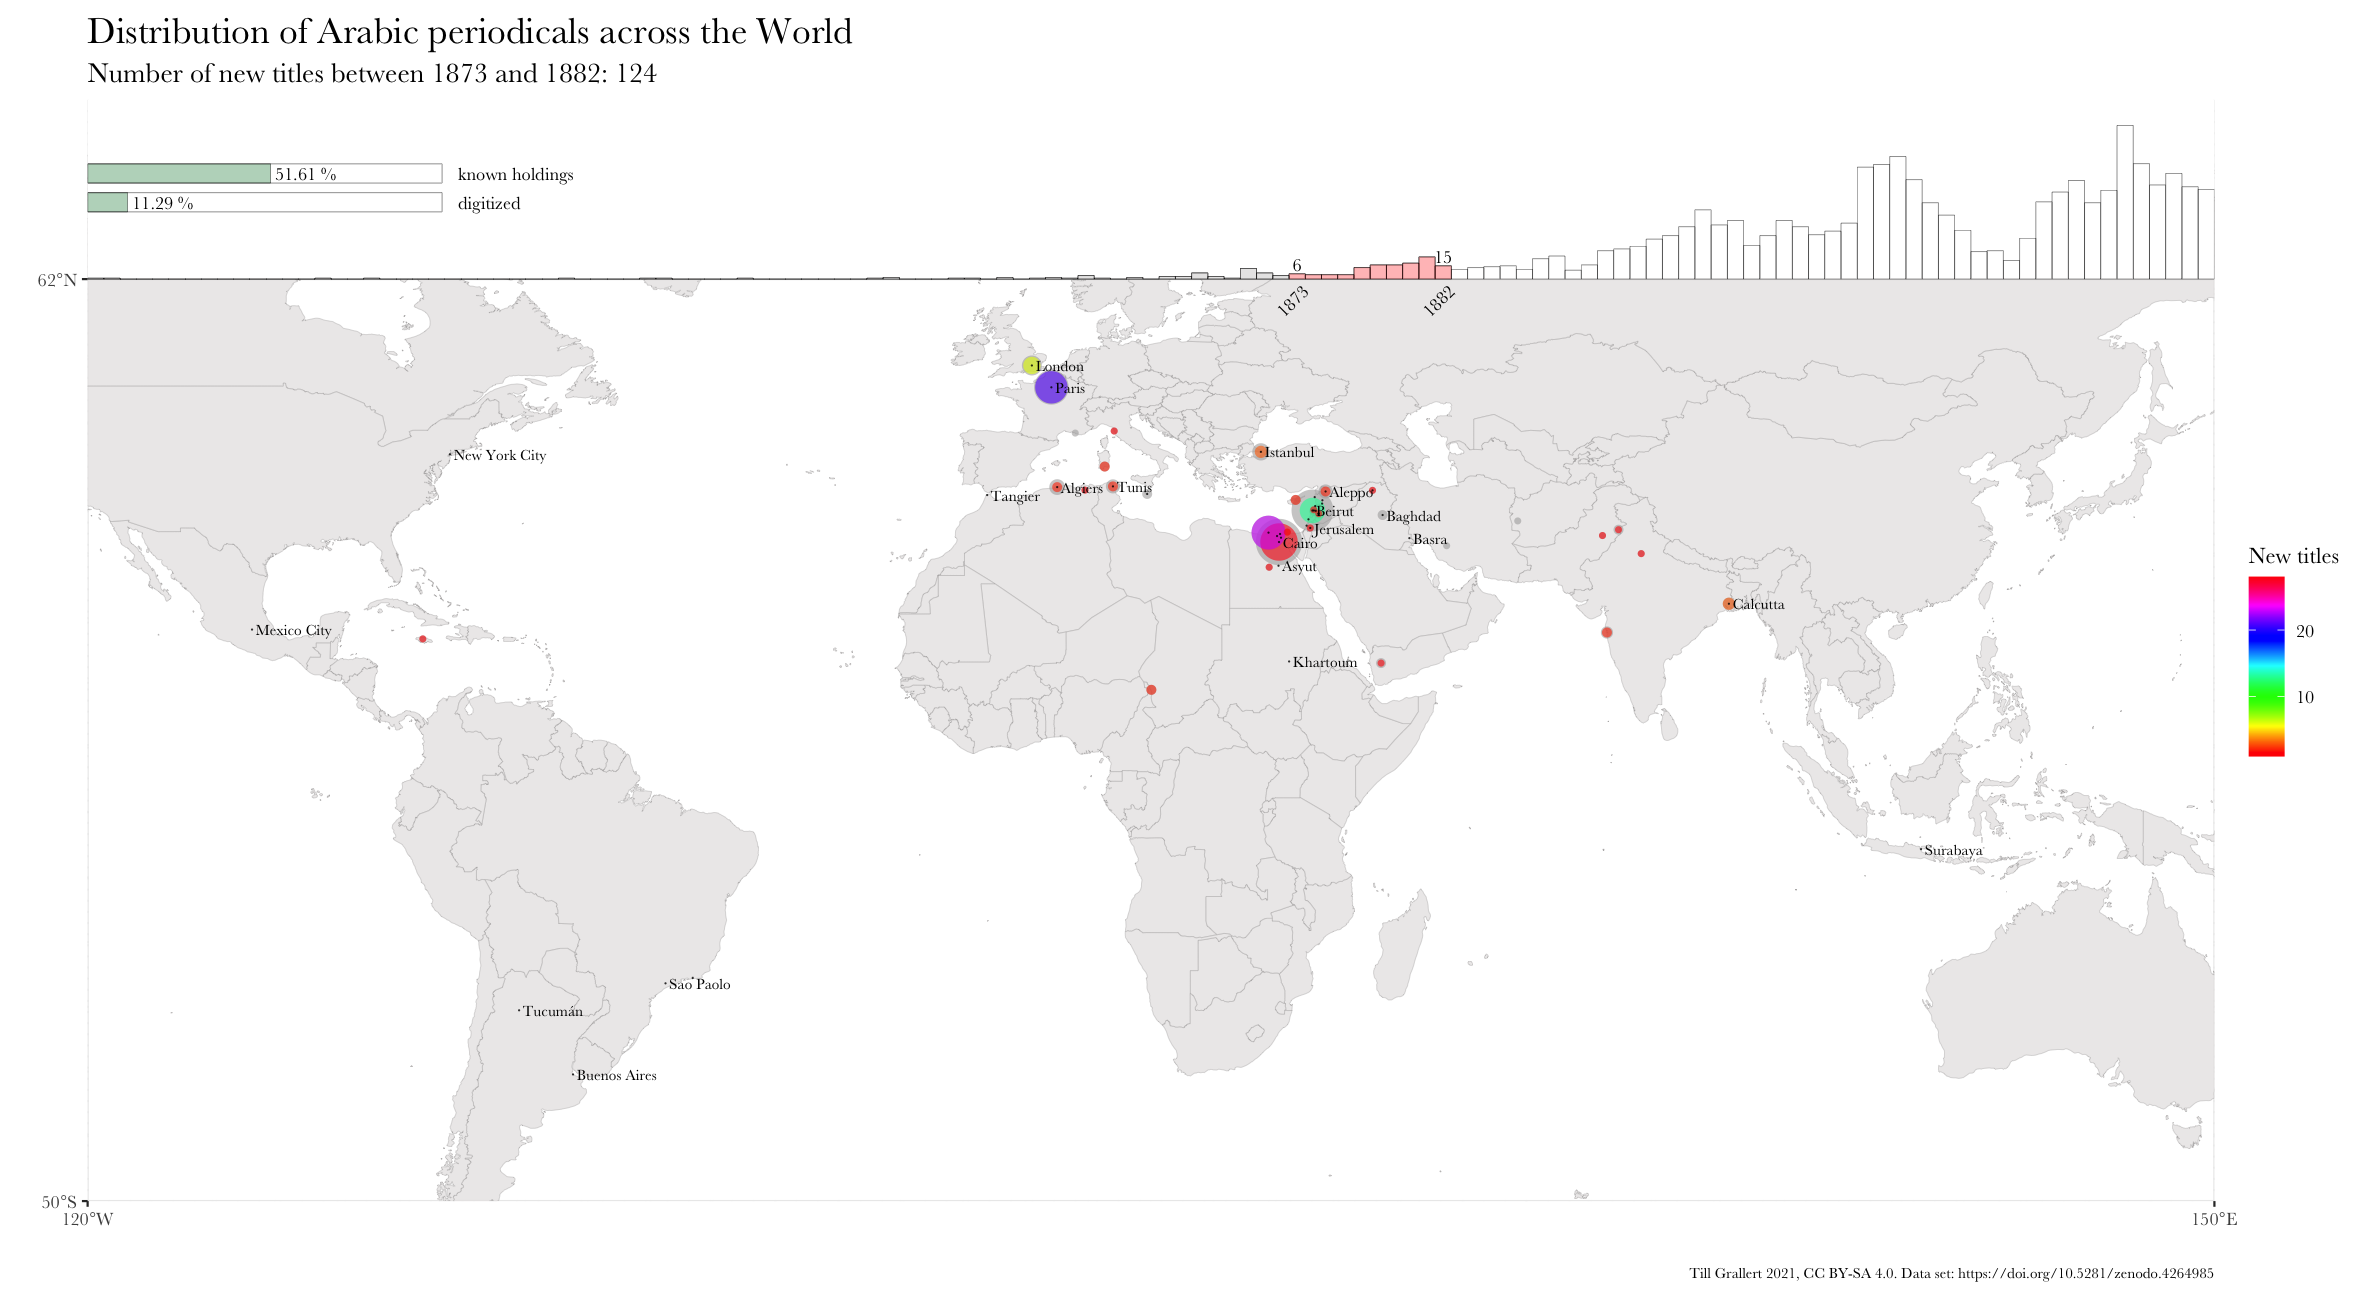 Distribution of Arabic periodicals across the World
Number of new titles between 1873 and 1882: 124
51.61 %
known holdings
11.29 %
digitized
6
15
62°N
1873
1882
London
Paris
New York City
Istanbul
Tangier
Algiers
Tunis
Aleppo
Beirut
Baghdad
Jerusalem
Cairo
Basra
Asyut
New titles
20
10
Calcutta
Mexico City
Khartoum
Surabaya
Sao Paolo
Tucumán
Buenos Aires
50°S
120°W
150°E
Till Grallert 2021, CC BY-SA 4.0. Data set: https://doi.org/10.5281/zenodo.4264985